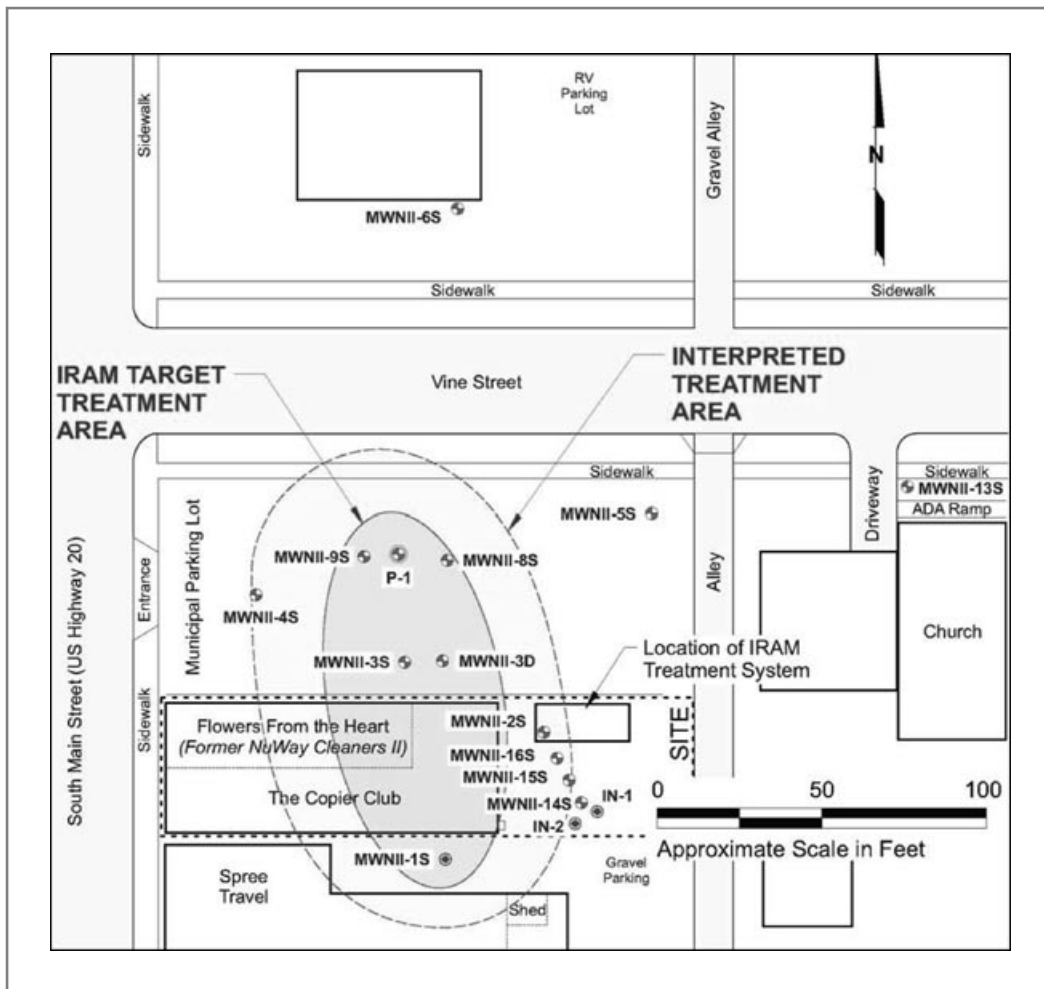 RV
Parking
Lot
Sidewalk
Gravel Alley
N
MWNII-6S
Sidewalk
Sidewalk
IRAM TARGET
TREATMENT
AREA
Vine Street
INTERPRETED
TREATMENT
AREA
Sidewalk
Sidewalk
MWNII-13S
ADA Ramp
Driveway
MWNII-5S
Municipal Parking Lot
MWNII-9S
P-1
MWNII-8S
Entrance
Alley
MWNII-4S
South Main Street (US Highway 20)
Church
Location of IRAM
Treatment System
MWNII-3S
MWNII-3D
Sidewalk
Flowers From the Heart
(Former NuWay Cleaners II)
MWNII-2S
SITE
MWNII-16S
MWNII-15S
The Copier Club
MWNII-14S
IN-1
IN-2
0
50
100
Approximate Scale in Feet
MWNII-1S
Spree
Travel
Gravel
Parking
Shed